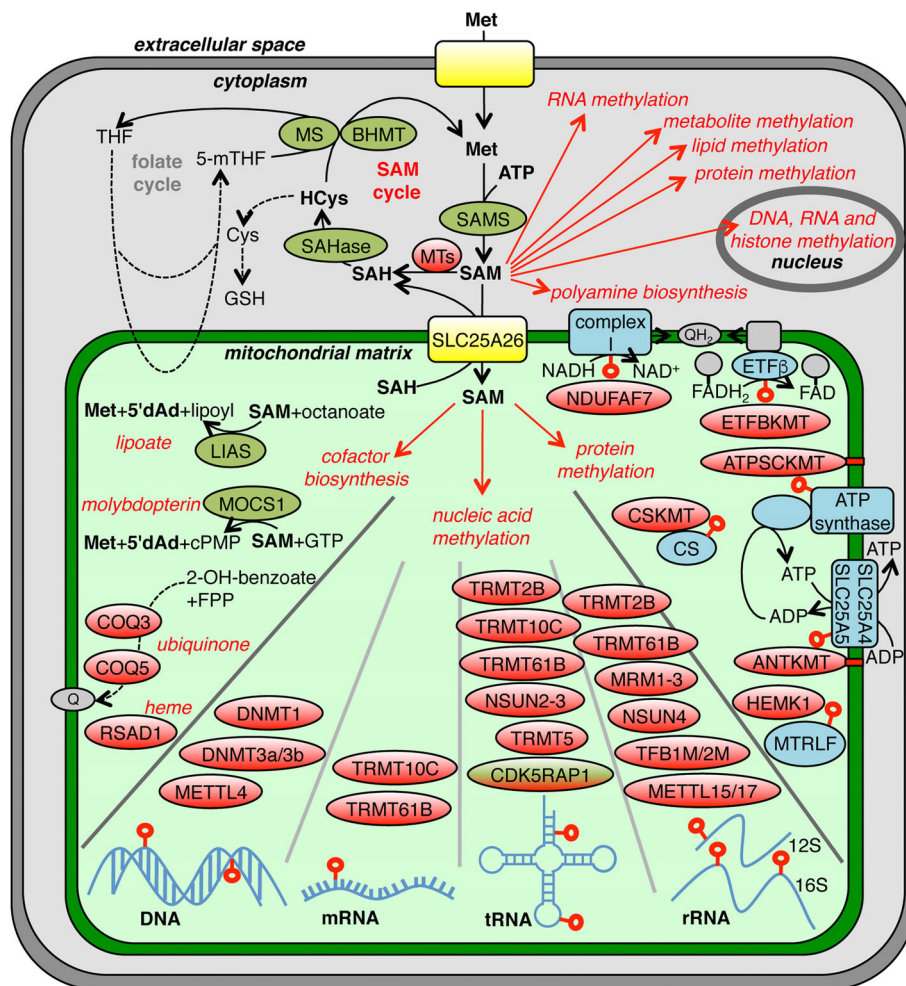 Met
extracellular space
cytoplasm
RNA methylation
metabolite methylation
lipid methylation
protein methylation
DNA, RNA and
histone methylation
nucleus
polyamine biosynthesis
THF
folate
cycle
5-mTHF
MS
BHMT
SAM
cycle
Met
ATP
SAMS
HCys
Cys
GSH
SAHase
SAH
MTs
SAM
SLC25A26
mitochondrial matrix
SAH
SAM
complex
I
NADH
NAD+
NDUFAF7
QH2
ETFβ
FADH2
FAD
ETFBKMT
ATPSCKMT
ATP
synthase
CSKMT
CS
ATP
ADP
SLC25A4
SLC25A5
ATP
ADP
ANTKMT
HEMK1
MTRLF
Met+5'dAd+lipoyl
SAM+octanoate
lipoate
LIAS
molybdopterin
MOCS1
Met+5'dAd+cPMP
SAM+GTP
2-OH-benzoate
+FPP
COQ3
ubiquinone
COQ5
Q
heme
RSAD1
cofactor
biosynthesis
nucleic acid
methylation
protein
methylation
DNMT1
DNMT3a/3b
METTL4
TRMT10C
TRMT61B
TRMT2B
TRMT10C
TRMT61B
NSUN2-3
TRMT5
CDK5RAP1
TRMT2B
TRMT61B
MRM1-3
NSUN4
TFB1M/2M
METTL15/17
12S
16S
DNA
mRNA
tRNA
rRNA